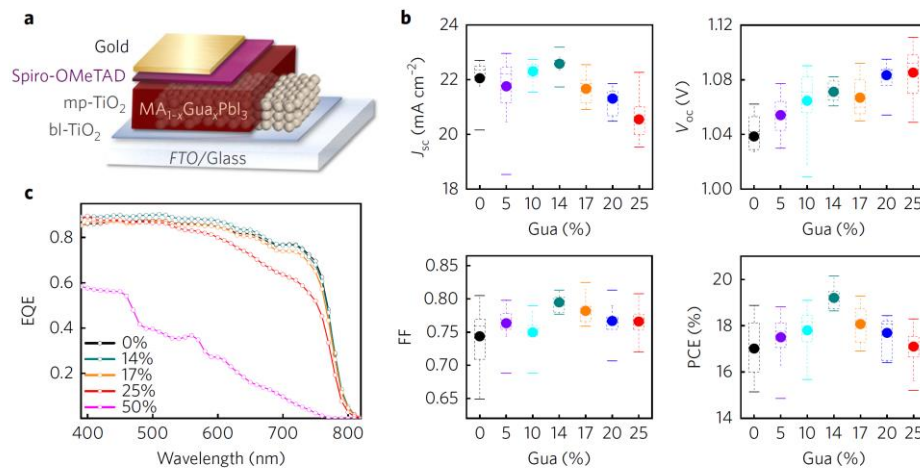 a
Gold
Spiro-OMeTAD
mp-TiO₂
bl-TiO₂
MA₁₋ₓGuaₓPbI₃
FTO/Glass
b
24
22
20
18
J_sc (mA cm⁻²)
0 5 10 14 17 20 25
Gua (%)
1.12
1.08
1.04
1.00
V_oc (V)
0 5 10 14 17 20 25
Gua (%)
c
0.8
0.6
0.4
0.2
EQE
0%
14%
17%
25%
50%
400 500 600 700 800
Wavelength (nm)
0.85
0.80
0.75
0.70
0.65
FF
0 5 10 14 17 20 25
Gua (%)
20
18
16
14
PCE (%)
0 5 10 14 17 20 25
Gua (%)